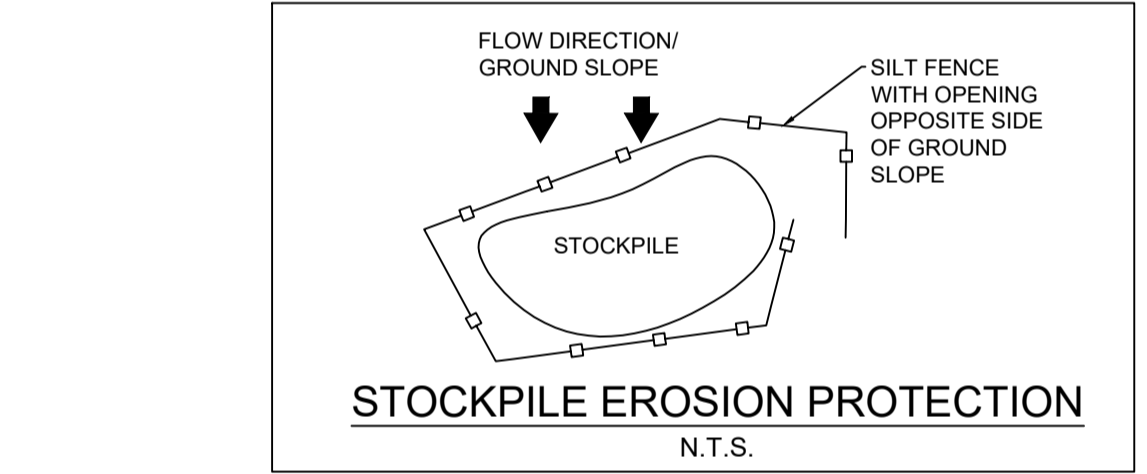 FLOW DIRECTION/
GROUND SLOPE
SILT FENCE
WITH OPENING
OPPOSITE SIDE
OF GROUND
SLOPE
STOCKPILE
STOCKPILE EROSION PROTECTION
N.T.S.